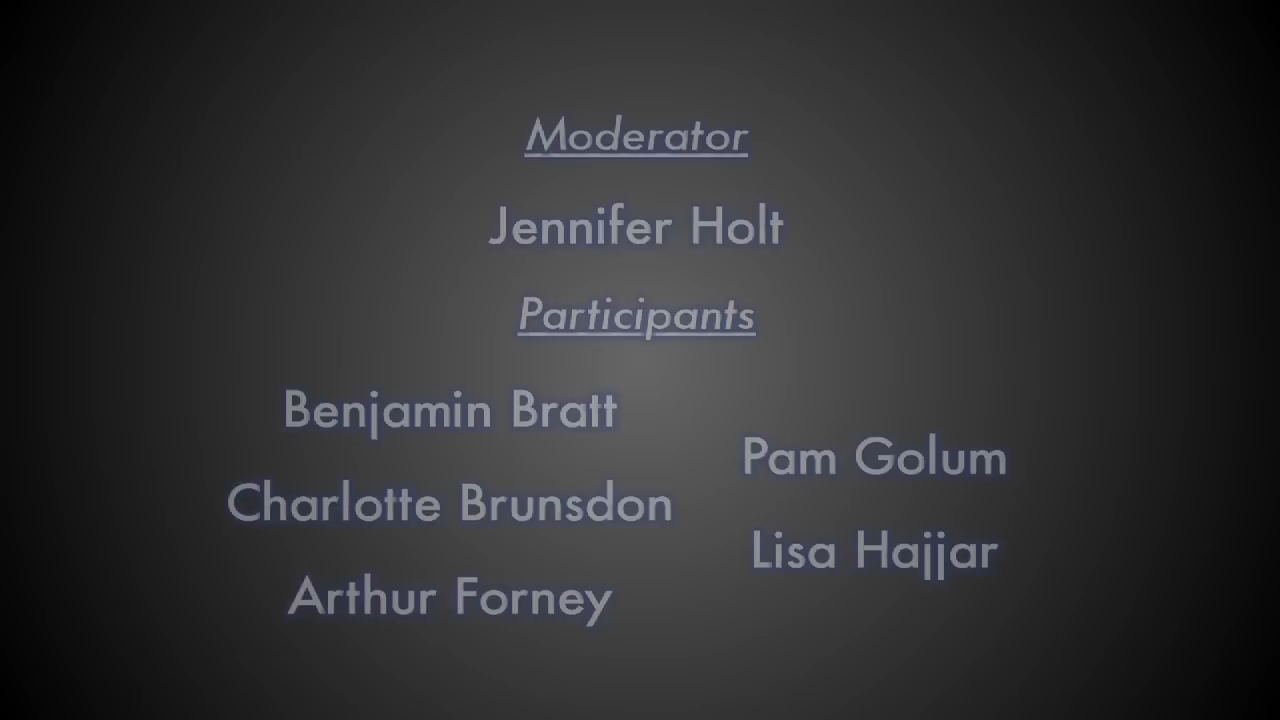 Moderator
Jennifer Holt
Participants
Benjamin Bratt
Charlotte Brunsdon
Arthur Forney
Pam Golum
Lisa Hajjar